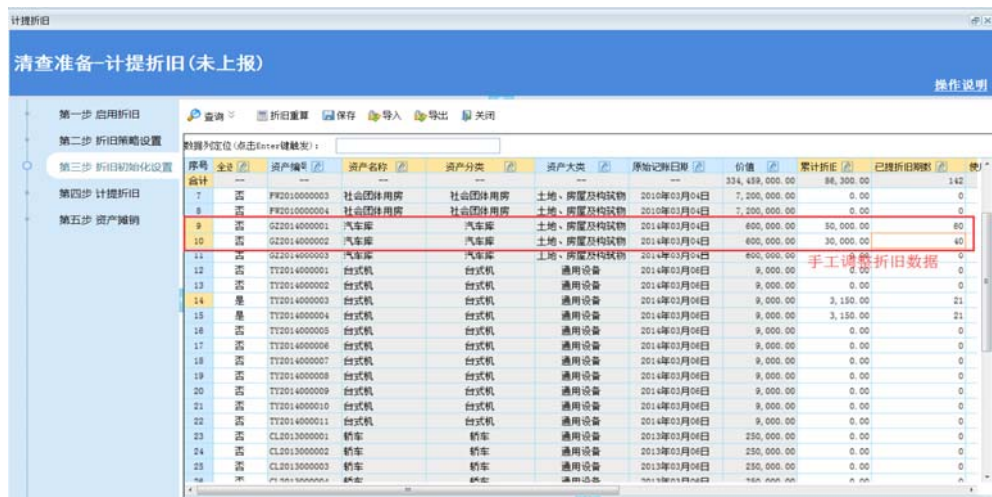 计提折旧
清查准备-计提折旧(未上报)
操作说明
第一步 启用折旧
第二步 折旧策略设置
第三步 折旧初始化设置
第四步 计提折旧
第五步 资产摊销
查询 折旧重算 保存 导入 导出 关闭
数据列定位(点击Enter键触发):
序号 全 资产编号 资产名称 资产分类 资产大类 原始记账日期 价值 累计折旧 已提折旧期数 使
合计 -- -- -- -- -- -- 334, 459, 000.00 86, 300.00 142
7 否 FW2010000003 社会团体用房 社会团体用房 土地、房屋及构筑物 2010年03月04日 7, 200, 000.00 0.00 0
8 否 FW2010000004 社会团体用房 社会团体用房 土地、房屋及构筑物 2010年03月04日 7, 200, 000.00 0.00 0
9 否 GZ2014000001 汽车库 汽车库 土地、房屋及构筑物 2014年03月04日 600, 000.00 50, 000.00 60
10 否 GZ2014000002 汽车库 汽车库 土地、房屋及构筑物 2014年03月04日 600, 000.00 30, 000.00 40
11 否 GZ2014000003 汽车库 汽车库 土地、房屋及构筑物 2014年03月04日 600, 000.00 0
手工调整折旧数据
12 否 TY2014000001 台式机 台式机 通用设备 2014年03月06日 9, 000.00 0.00 0
13 否 TY2014000002 台式机 台式机 通用设备 2014年03月06日 9, 000.00 0.00 0
14 是 TY2014000003 台式机 台式机 通用设备 2014年03月06日 9, 000.00 3, 150.00 21
15 是 TY2014000004 台式机 台式机 通用设备 2014年03月06日 9, 000.00 3, 150.00 21
16 否 TY2014000005 台式机 台式机 通用设备 2014年03月06日 9, 000.00 0.00 0
17 否 TY2014000006 台式机 台式机 通用设备 2014年03月06日 9, 000.00 0.00 0
18 否 TY2014000007 台式机 台式机 通用设备 2014年03月06日 9, 000.00 0.00 0
19 否 TY2014000008 台式机 台式机 通用设备 2014年03月06日 9, 000.00 0.00 0
20 否 TY2014000009 台式机 台式机 通用设备 2014年03月06日 9, 000.00 0.00 0
21 否 TY2014000010 台式机 台式机 通用设备 2014年03月06日 9, 000.00 0.00 0
22 否 TY2014000011 台式机 台式机 通用设备 2014年03月06日 9, 000.00 0.00 0
23 否 CL2013000001 轿车 轿车 通用设备 2013年03月06日 250, 000.00 0.00 0
24 否 CL2013000002 轿车 轿车 通用设备 2013年03月06日 250, 000.00 0.00 0
25 否 CL2013000003 轿车 轿车 通用设备 2013年03月06日 250, 000.00 0.00 0